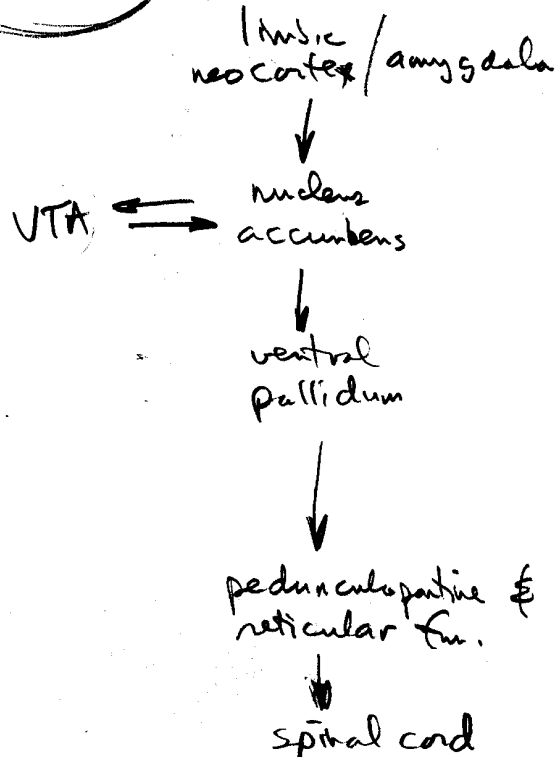 limbic
neocortex / amygdala
nucleus
VTA
accumbens
ventral
pallidum
pedunculopontine &
reticular fm.
spinal cord